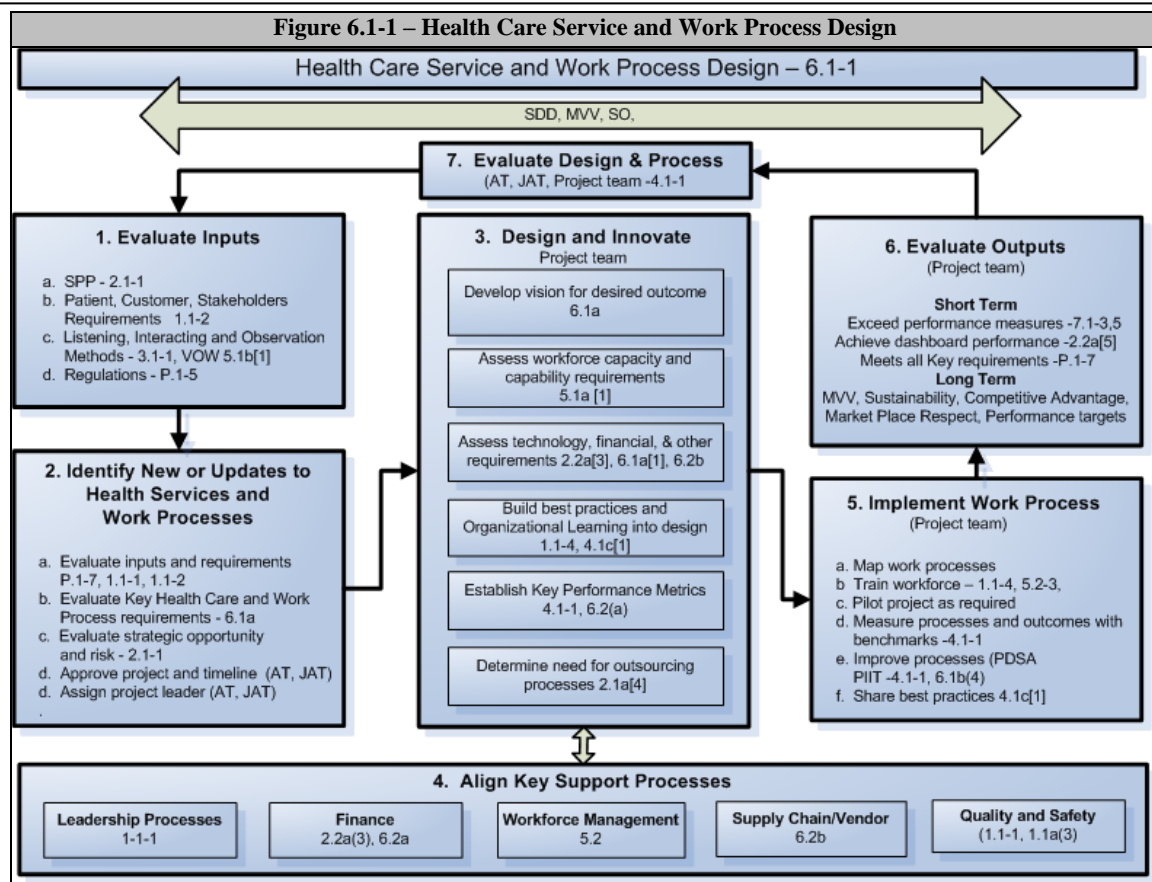 Figure 6.1-1 – Health Care Service and Work Process Design
Health Care Service and Work Process Design – 6.1-1
SDD, MVV, SO,
7. Evaluate Design & Process
(AT, JAT, Project team -4.1-1
1. Evaluate Inputs
a. SPP - 2.1-1
b. Patient, Customer, Stakeholders
Requirements 1.1-2
c. Listening, Interacting and Observation
Methods - 3.1-1, VOW 5.1b[1]
d. Regulations - P.1-5
2. Identify New or Updates to
Health Services and
Work Processes
a. Evaluate inputs and requirements
P.1-7, 1.1-1, 1.1-2
b. Evaluate Key Health Care and Work
Process requirements - 6.1a
c. Evaluate strategic opportunity
and risk - 2.1-1
d. Approve project and timeline (AT, JAT)
d. Assign project leader (AT, JAT)
.
3. Design and Innovate
Project team
Develop vision for desired outcome
6.1a
Assess workforce capacity and
capability requirements
5.1a [1]
Assess technology, financial, & other
requirements 2.2a[3], 6.1a[1], 6.2b
Build best practices and
Organizational Learning into design
1.1-4, 4.1c[1]
Establish Key Performance Metrics
4.1-1, 6.2(a)
Determine need for outsourcing
processes 2.1a[4]
6. Evaluate Outputs
(Project team)
Short Term
Exceed performance measures -7.1-3,5
Achieve dashboard performance -2.2a[5]
Meets all Key requirements -P.1-7
Long Term
MVV, Sustainability, Competitive Advantage,
Market Place Respect, Performance targets
5. Implement Work Process
(Project team)
a. Map work processes
b Train workforce – 1.1-4, 5.2-3,
c. Pilot project as required
d. Measure processes and outcomes with
benchmarks -4.1-1
e. Improve processes (PDSA
PIIT -4.1-1, 6.1b(4)
f. Share best practices 4.1c[1]
4. Align Key Support Processes
Leadership Processes
1-1-1
Finance
2.2a(3), 6.2a
Workforce Management
5.2
Supply Chain/Vendor
6.2b
Quality and Safety
(1.1-1, 1.1a(3)